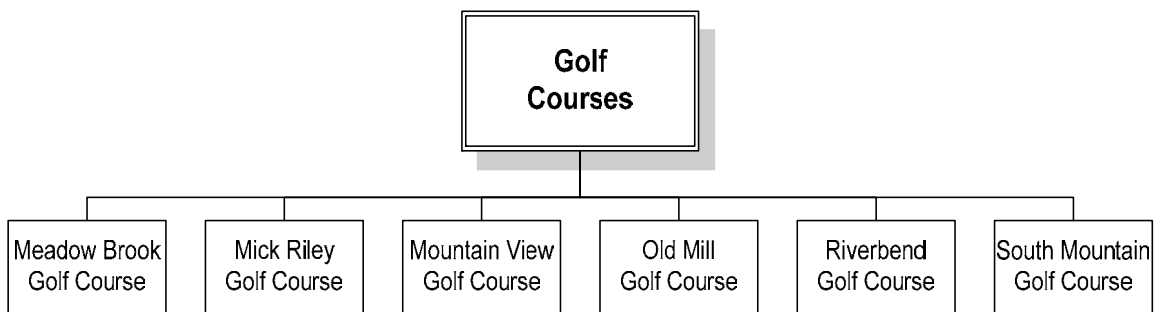 Golf
Courses
Meadow Brook
Golf Course
Mick Riley
Golf Course
Mountain View
Golf Course
Old Mill
Golf Course
Riverbend
Golf Course
South Mountain
Golf Course